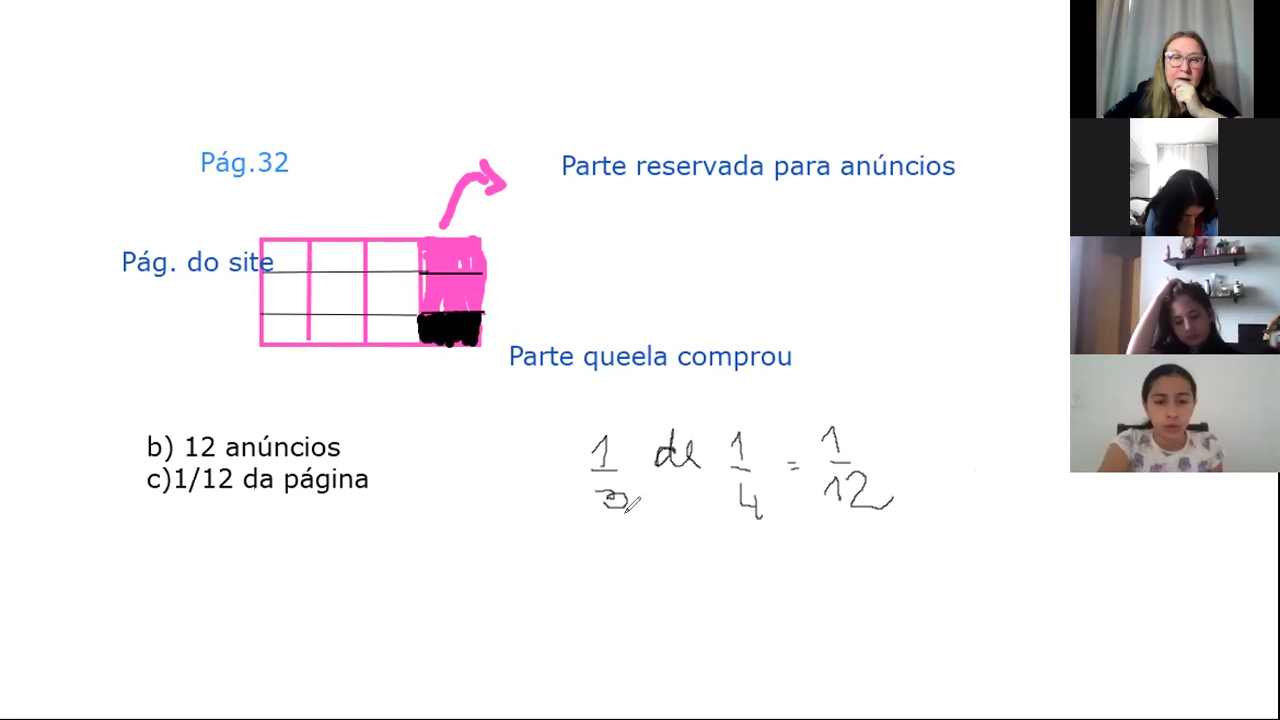 Pág.32
Parte reservada para anúncios
Pág. do site
Parte queela comprou
b) 12 anúncios
c)1/12 da página
1/3 de 1/4 = 1/12